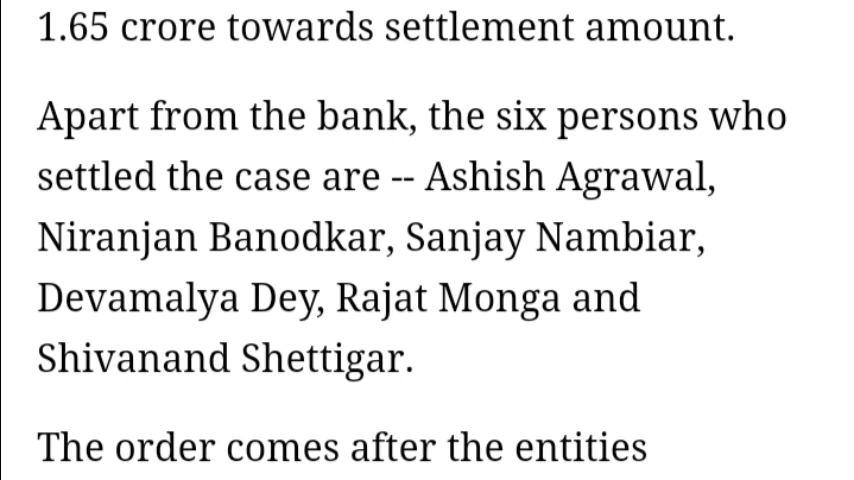 1.65 crore towards settlement amount.
Apart from the bank, the six persons who
settled the case are -- Ashish Agrawal,
Niranjan Banodkar, Sanjay Nambiar,
Devamalya Dey, Rajat Monga and
Shivanand Shettigar.
The order comes after the entities